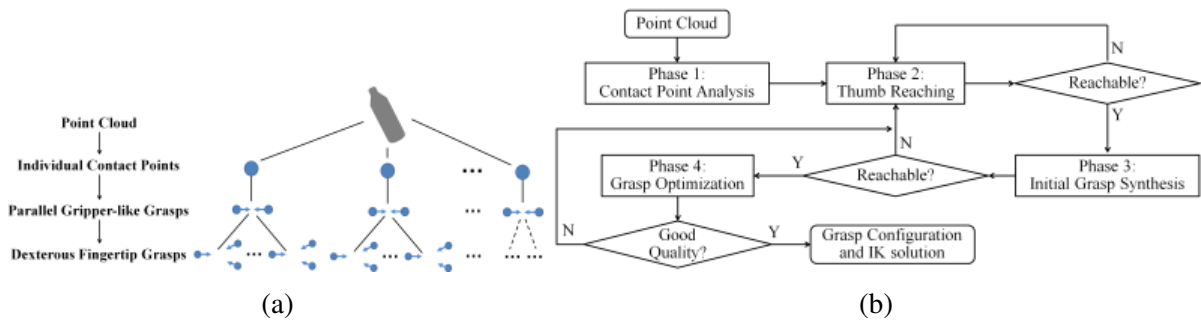 Point Cloud
Individual Contact Points
Parallel Gripper-like Grasps
Dexterous Fingertip Grasps
...
...
...
...
...
... ...
(a)
Point Cloud
Phase 1:
Contact Point Analysis
Phase 2:
Thumb Reaching
N
Reachable?
Y
Phase 3:
Initial Grasp Synthesis
N
Reachable?
Y
Phase 4:
Grasp Optimization
N
Good
Quality?
Y
Grasp Configuration
and IK solution
(b)